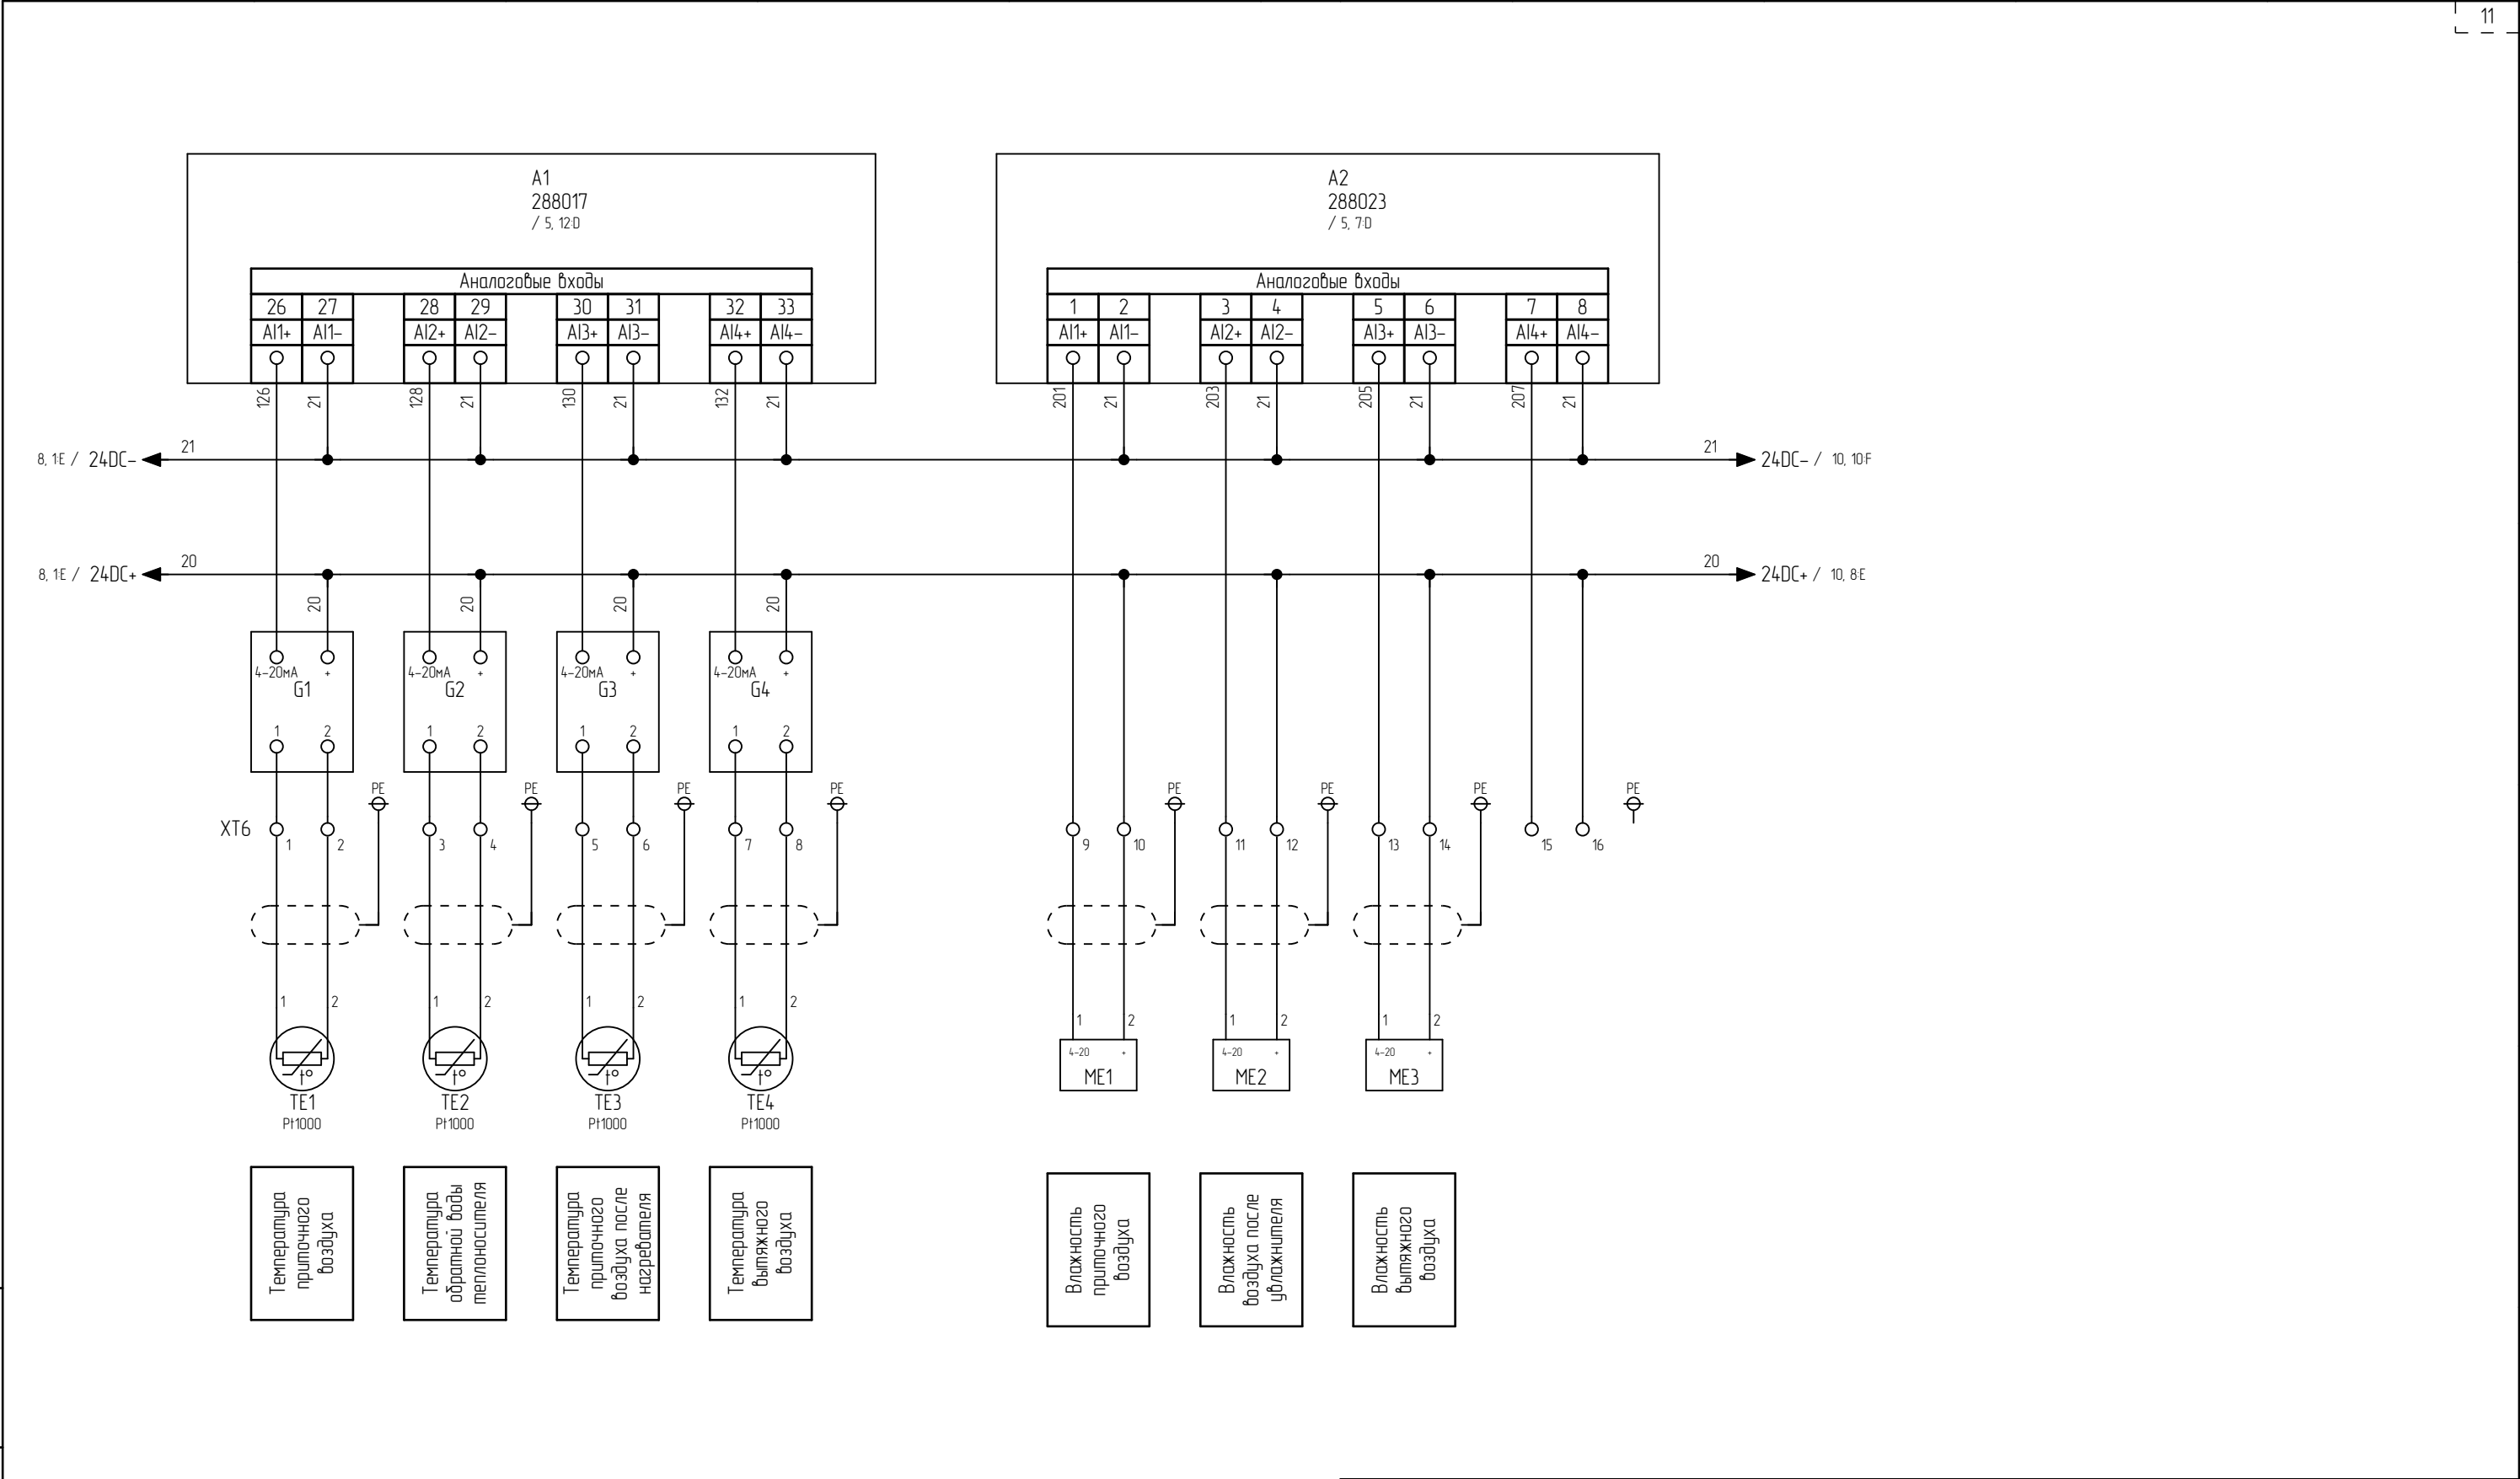 11
A1
288017
/ 5, 12:D
A2
288023
/ 5, 7:D
Аналоговые входы
Аналоговые входы
26 27 28 29 30 31 32 33
1 2 3 4 5 6 7 8
AI1+ AI1– AI2+ AI2– AI3+ AI3– AI4+ AI4–
AI1+ AI1– AI2+ AI2– AI3+ AI3– AI4+ AI4–
126 21 128 21 130 21 132 21
201 21 203 21 205 21 207 21
8, 1:E / 24DC– 21
21 24DC– / 10, 10:F
8, 1:E / 24DC+ 20
20 24DC+ / 10, 8:E
20 20 20 20
4–20мА + 4–20мА + 4–20мА + 4–20мА +
G1 G2 G3 G4
1 2 1 2 1 2 1 2
PE PE PE PE PE PE PE PE
XT6
1 2 3 4 5 6 7 8 9 10 11 12 13 14 15 16
1 2 1 2 1 2 1 2
1 2 1 2 1 2
4–20 + 4–20 + 4–20 +
ME1 ME2 ME3
t° t° t° t°
TE1 TE2 TE3 TE4
Pt1000 Pt1000 Pt1000 Pt1000
Температура
приточного
воздуха
Температура
обратной воды
теплоносителя
Температура
приточного
воздуха после
нагревателя
Температура
вытяжного
воздуха
Влажность
приточного
воздуха
Влажность
воздуха после
увлажнителя
Влажность
вытяжного
воздуха